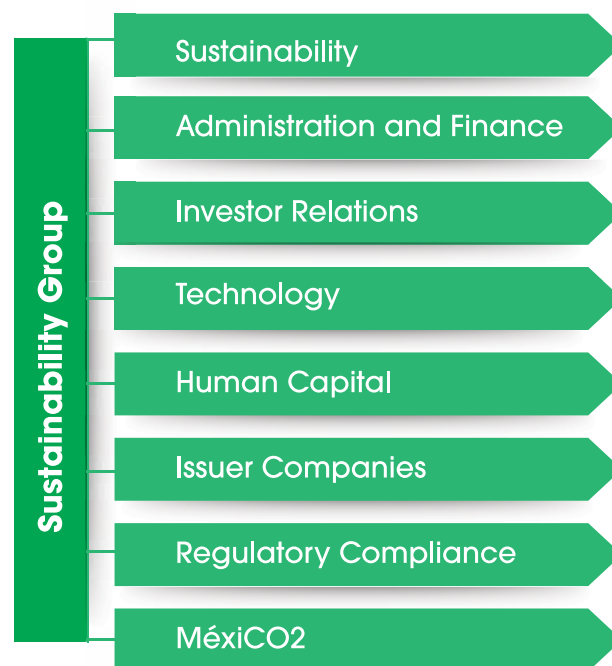 Sustainability Group
Sustainability
Administration and Finance
Investor Relations
Technology
Human Capital
Issuer Companies
Regulatory Compliance
MéxiCO2